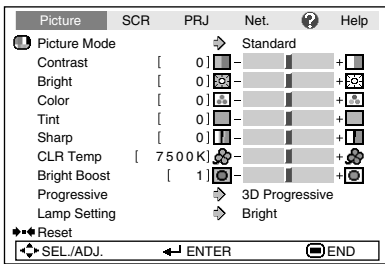 Picture SCR PRJ Net. ? Help
Picture Mode Standard
Contrast [ 0] - +
Bright [ 0] - +
Color [ 0] - +
Tint [ 0] - +
Sharp [ 0] - +
CLR Temp [ 7500K] - +
Bright Boost [ 1] - +
Progressive 3D Progressive
Lamp Setting Bright
Reset
SEL./ADJ. ENTER END